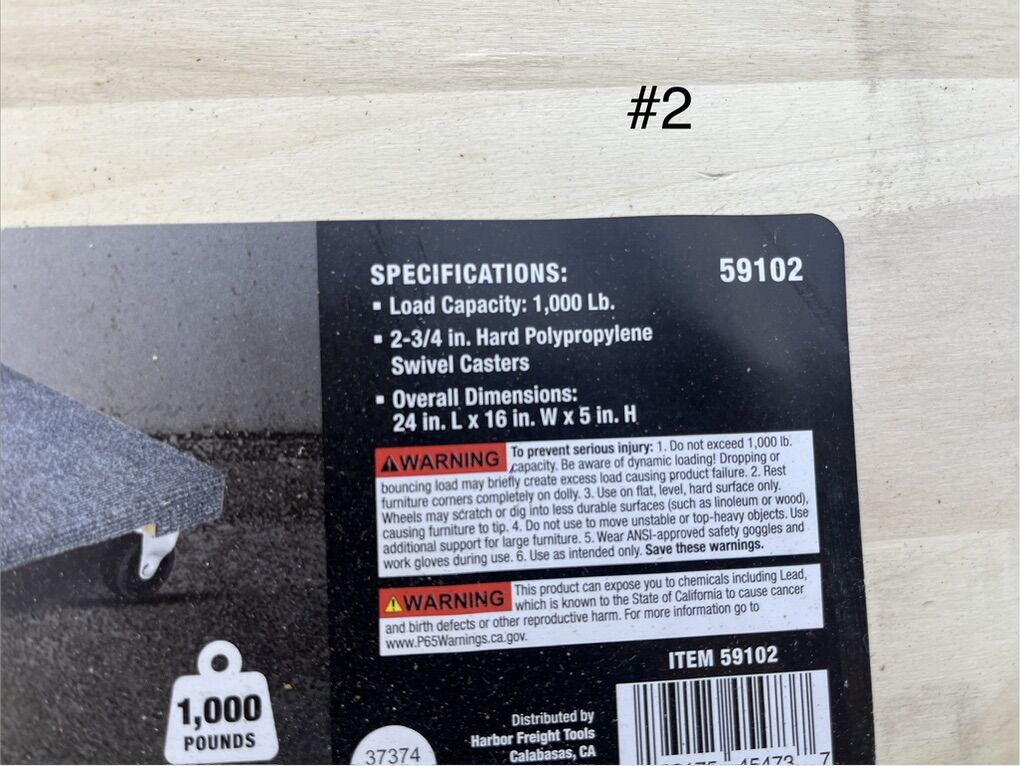 #2
SPECIFICATIONS:
59102
▪ Load Capacity: 1,000 Lb.
▪ 2-3/4 in. Hard Polypropylene
Swivel Casters
▪ Overall Dimensions:
24 in. L x 16 in. W x 5 in. H
⚠WARNING To prevent serious injury: 1. Do not exceed 1,000 lb.
capacity. Be aware of dynamic loading! Dropping or
bouncing load may briefly create excess load causing product failure. 2. Rest
furniture corners completely on dolly. 3. Use on flat, level, hard surface only.
Wheels may scratch or dig into less durable surfaces (such as linoleum or wood),
causing furniture to tip. 4. Do not use to move unstable or top-heavy objects. Use
additional support for large furniture. 5. Wear ANSI-approved safety goggles and
work gloves during use. 6. Use as intended only. Save these warnings.
⚠WARNING This product can expose you to chemicals including Lead,
which is known to the State of California to cause cancer
and birth defects or other reproductive harm. For more information go to
www.P65Warnings.ca.gov.
ITEM 59102
1,000
POUNDS
37374
Distributed by
Harbor Freight Tools
Calabasas, CA
45473 7